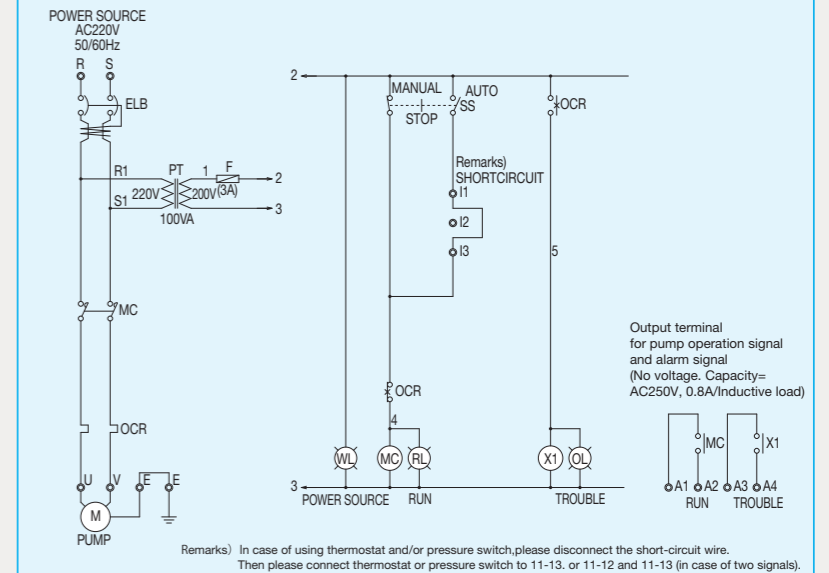 POWER SOURCE
AC220V
50/60Hz
R S
ELB
R1 PT 1 F 2
S1 220V 200V (3A) 3
100VA
MC
OCR
U V E E
M
PUMP
2
MANUAL AUTO
SS
STOP
OCR
Remarks)
SHORTCIRCUIT
I1
I2
I3
5
OCR
4
WL MC RL X1 OL
3
POWER SOURCE RUN TROUBLE
Output terminal
for pump operation signal
and alarm signal
(No voltage. Capacity=
AC250V, 0.8A/Inductive load)
MC X1
A1 A2 A3 A4
RUN TROUBLE
Remarks) In case of using thermostat and/or pressure switch,please disconnect the short-circuit wire.
Then please connect thermostat or pressure switch to 11-13. or 11-12 and 11-13 (in case of two signals).